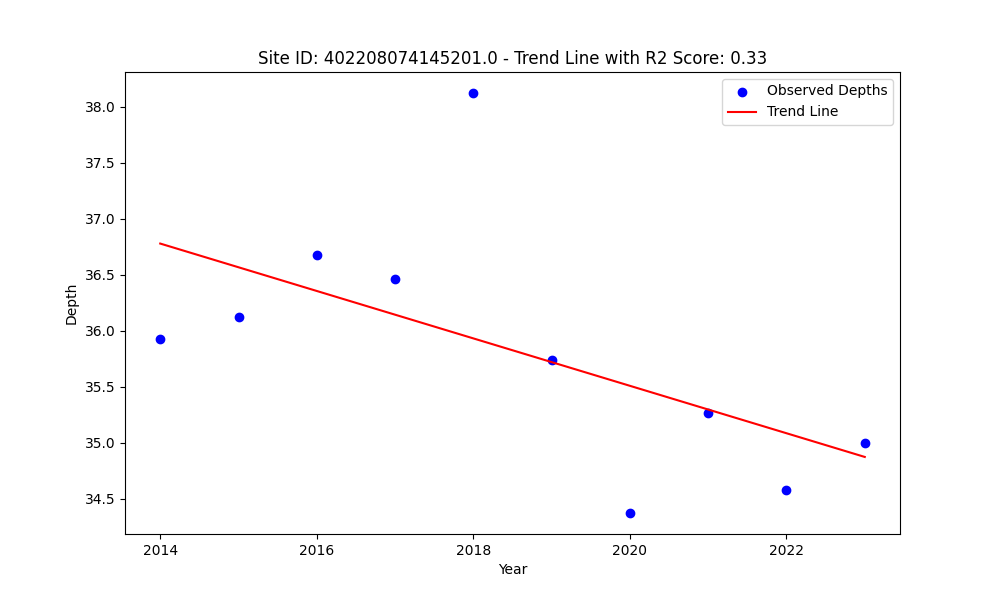 Site ID: 402208074145201.0 - Trend Line with R2 Score: 0.33
Observed Depths
Trend Line
38.0
37.5
37.0
36.5
36.0
35.5
35.0
34.5
Depth
2014
2016
2018
2020
2022
Year